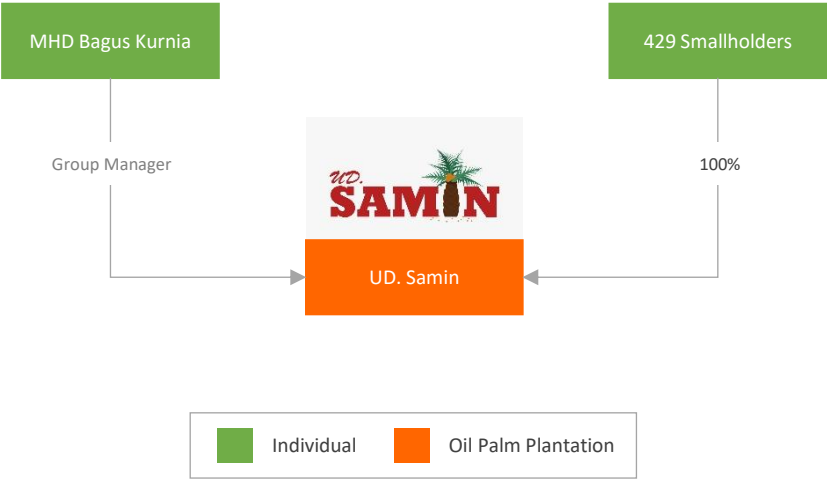 MHD Bagus Kurnia
429 Smallholders
Group Manager
100%
UD.
SAMIN
UD. Samin
Individual
Oil Palm Plantation